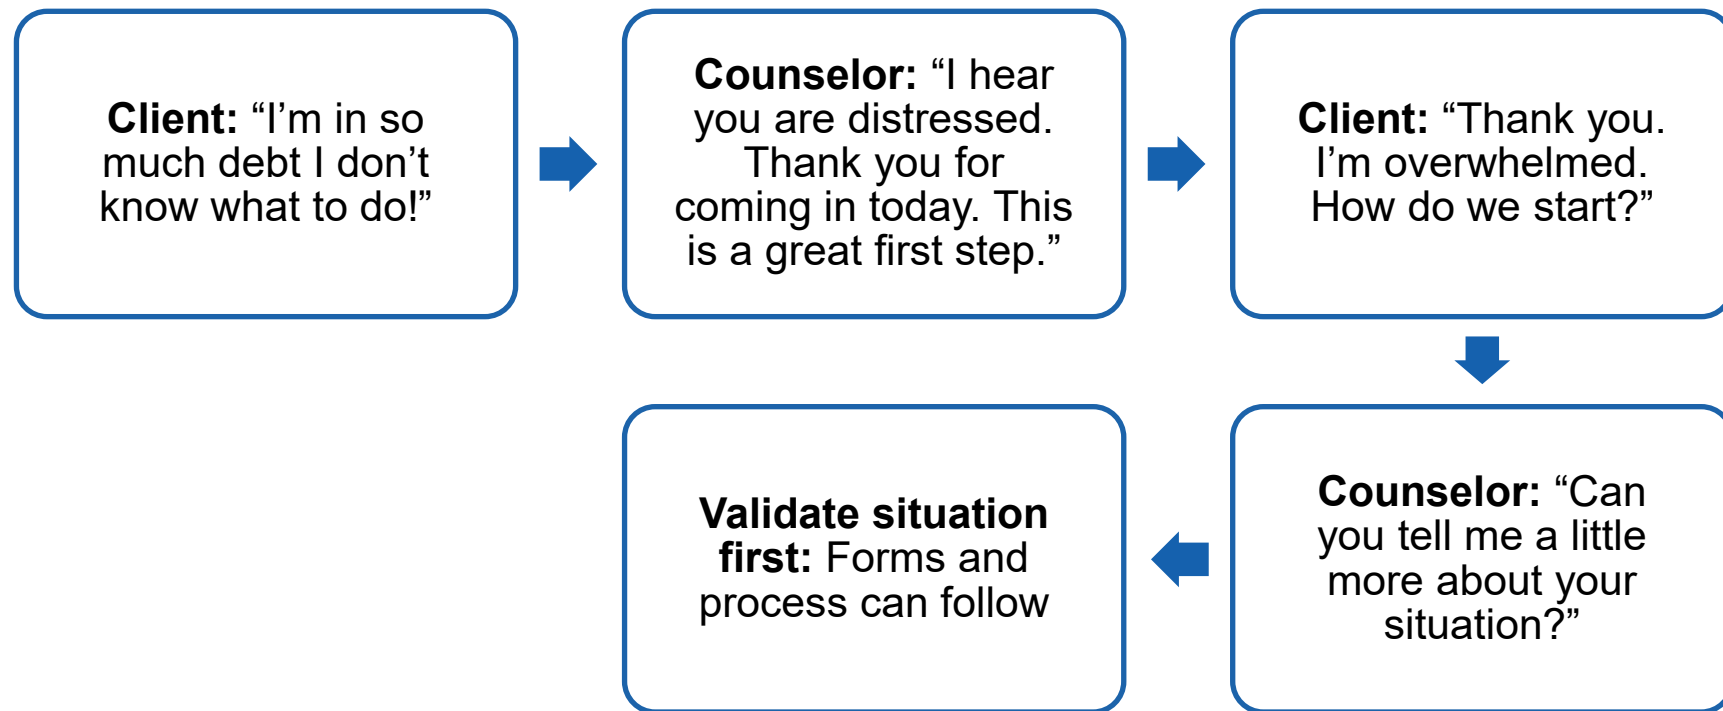 Client: “I’m in so
much debt I don’t
know what to do!”
Counselor: “I hear
you are distressed.
Thank you for
coming in today. This
is a great first step.”
Client: “Thank you.
I’m overwhelmed.
How do we start?”
Counselor: “Can
you tell me a little
more about your
situation?”
Validate situation
first: Forms and
process can follow